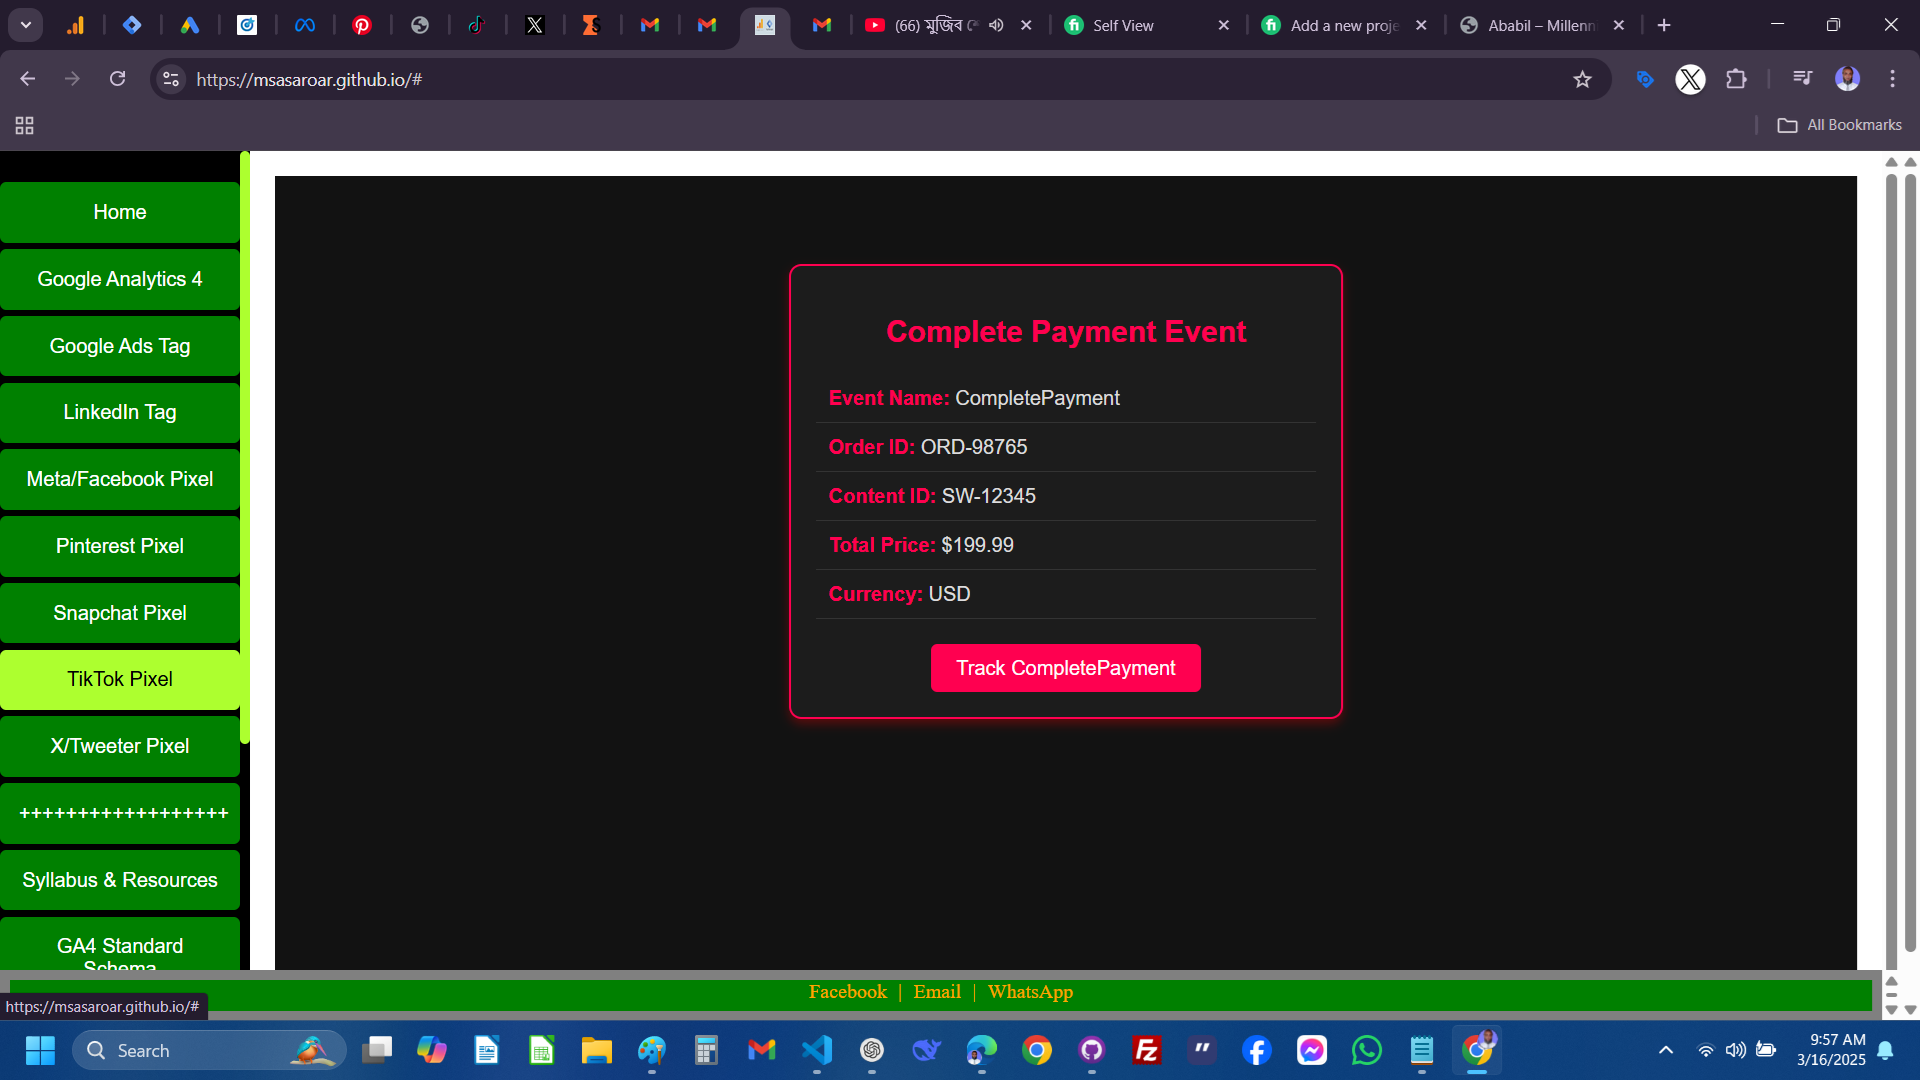 (66) মুজিব
Self View
Add a new proje
Ababil – Millenn
https://msasaroar.github.io/#
All Bookmarks
Home
Google Analytics 4
Google Ads Tag
LinkedIn Tag
Meta/Facebook Pixel
Pinterest Pixel
Snapchat Pixel
TikTok Pixel
X/Tweeter Pixel
++++++++++++++++++
Syllabus & Resources
GA4 Standard
Schema
Complete Payment Event
Event Name: CompletePayment
Order ID: ORD-98765
Content ID: SW-12345
Total Price: $199.99
Currency: USD
Track CompletePayment
Facebook | Email | WhatsApp
https://msasaroar.github.io/#
Search
9:57 AM
3/16/2025